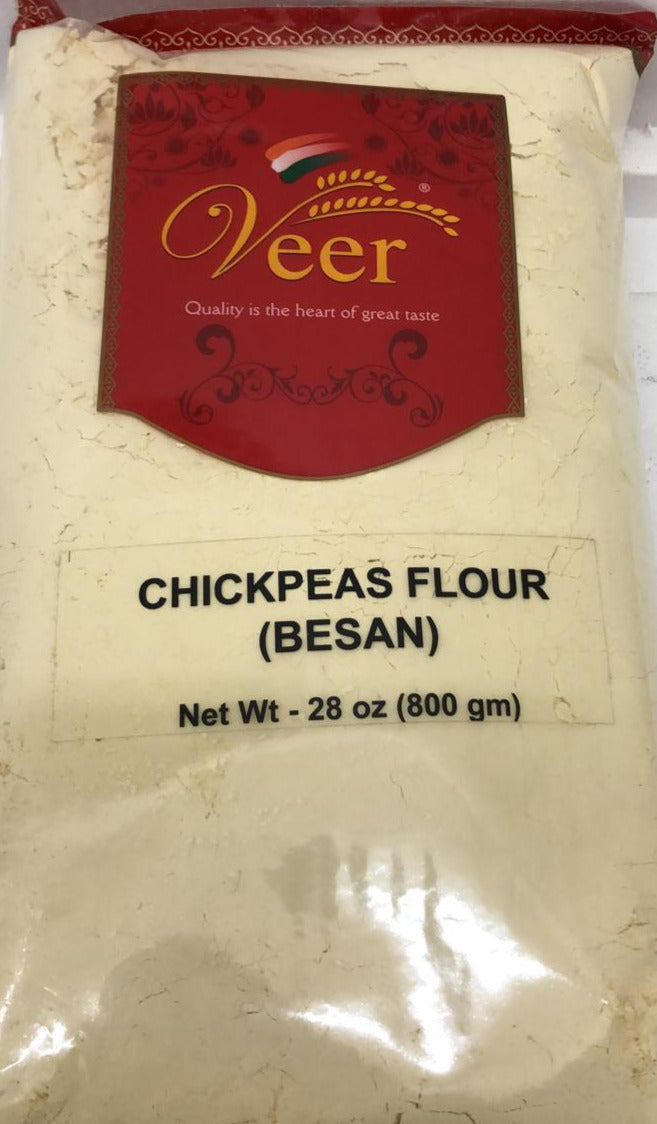 Veer®
Quality is the heart of great taste
CHICKPEAS FLOUR
(BESAN)
Net Wt - 28 oz (800 gm)